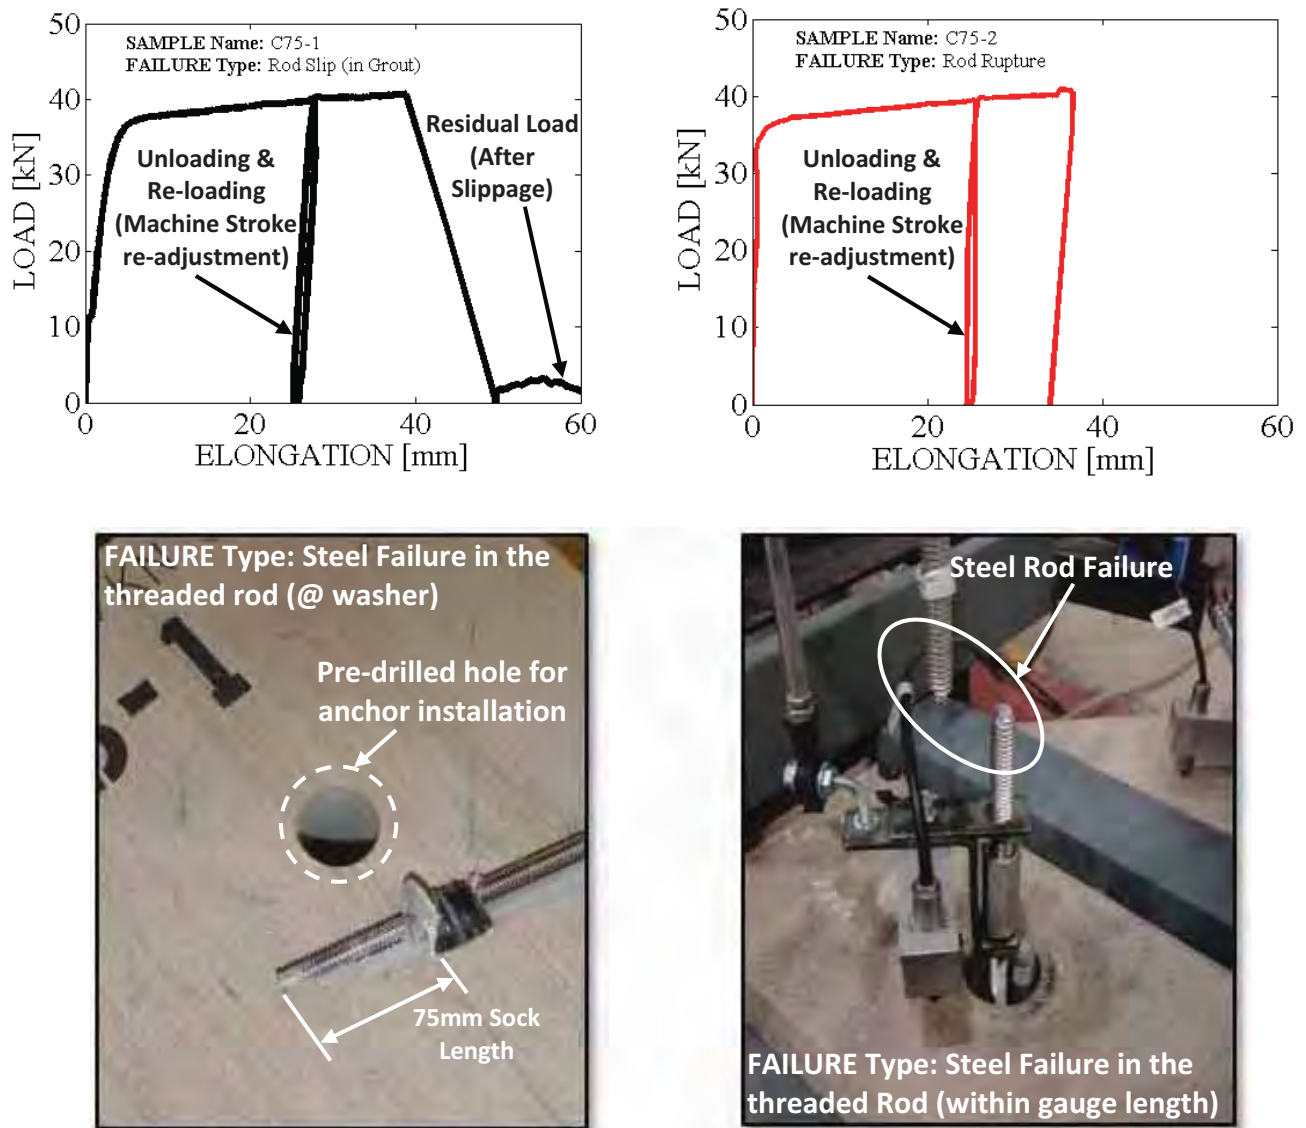 SAMPLE Name: C75-1
FAILURE Type: Rod Slip (in Grout)
50
40
30
20
10
0
LOAD [kN]
Unloading &
Re-loading
(Machine Stroke
re-adjustment)
Residual Load
(After
Slippage)
0
20
40
60
ELONGATION [mm]
SAMPLE Name: C75-2
FAILURE Type: Rod Rupture
50
40
30
20
10
0
LOAD [kN]
Unloading &
Re-loading
(Machine Stroke
re-adjustment)
0
20
40
60
ELONGATION [mm]
FAILURE Type: Steel Failure in the
threaded rod (@ washer)
-1
Pre-drilled hole for
anchor installation
75mm Sock
Length
Steel Rod Failure
FAILURE Type: Steel Failure in the
threaded Rod (within gauge length)